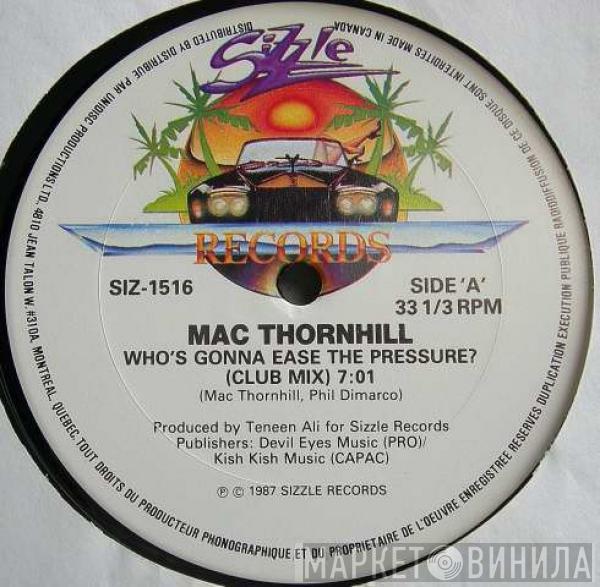 Sizzle
RECORDS
SIZ-1516
SIDE 'A'
33 1/3 RPM
MAC THORNHILL
WHO'S GONNA EASE THE PRESSURE?
(CLUB MIX) 7:01
(Mac Thornhill, Phil Dimarco)
Produced by Teneen Ali for Sizzle Records
Publishers: Devil Eyes Music (PRO)/
Kish Kish Music (CAPAC)
℗ © 1987 SIZZLE RECORDS
DISTRIBUTED BY DISTRIBUE PAR UNIDISC PRODUCTIONS LTD. 4810 JEAN TALON W. #310A, MONTREAL, QUEBEC, TOUT DROITS DU PRODUCTEUR PHONOGRAPHIQUE ET DU PROPRIETAIRE DE L'OEUVRE ENREGISTREE RESERVES DUPLICATION EXECUTION PUBLIQUE RADIODIFFUSION DE CE DISQUE SONT INTERDITES MADE IN CANADA
МАРКЕТ ВИНИЛА